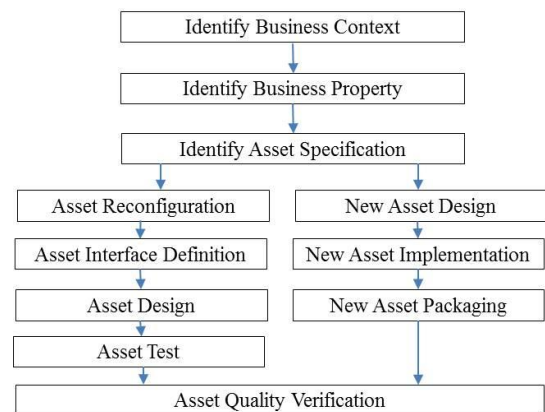 Identify Business Context
Identify Business Property
Identify Asset Specification
Asset Reconfiguration
New Asset Design
Asset Interface Definition
New Asset Implementation
Asset Design
New Asset Packaging
Asset Test
Asset Quality Verification